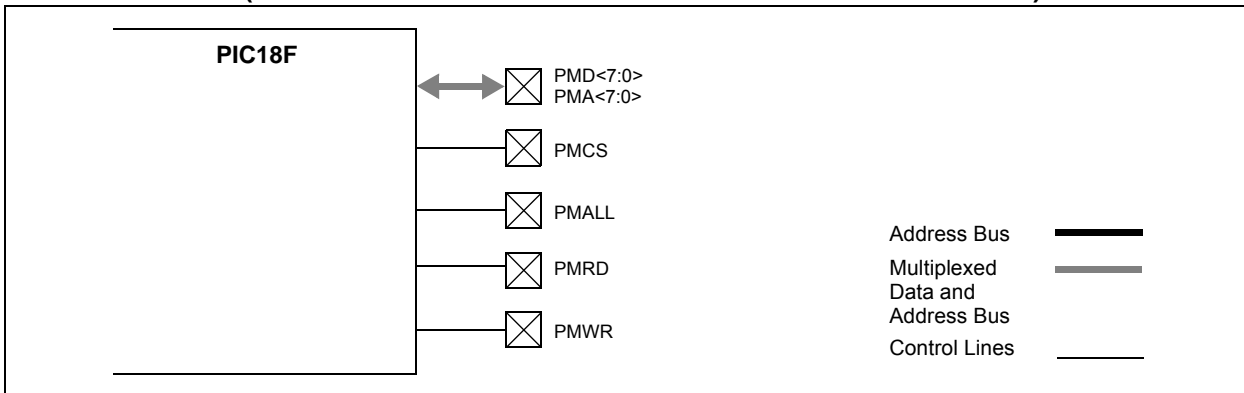 PIC18F
PMD<7:0>
PMA<7:0>
PMCS
PMALL
PMRD
PMWR
Address Bus
Multiplexed
Data and
Address Bus
Control Lines